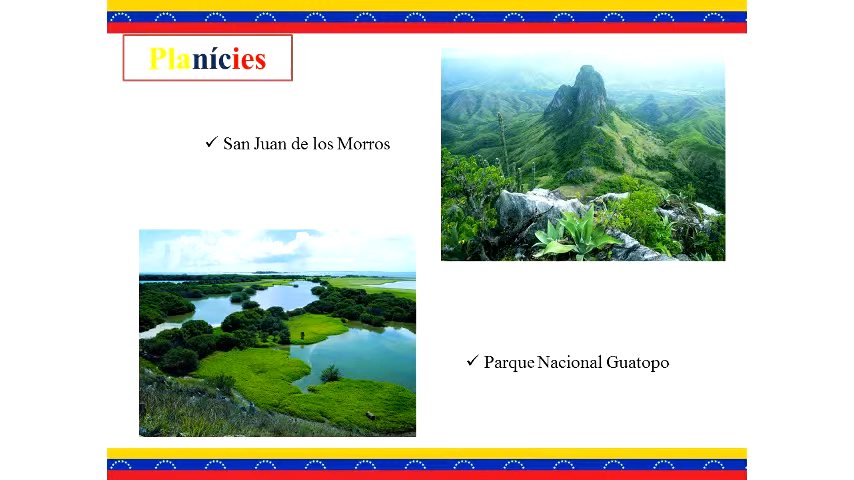 Planícies
✓ San Juan de los Morros
✓ Parque Nacional Guatopo